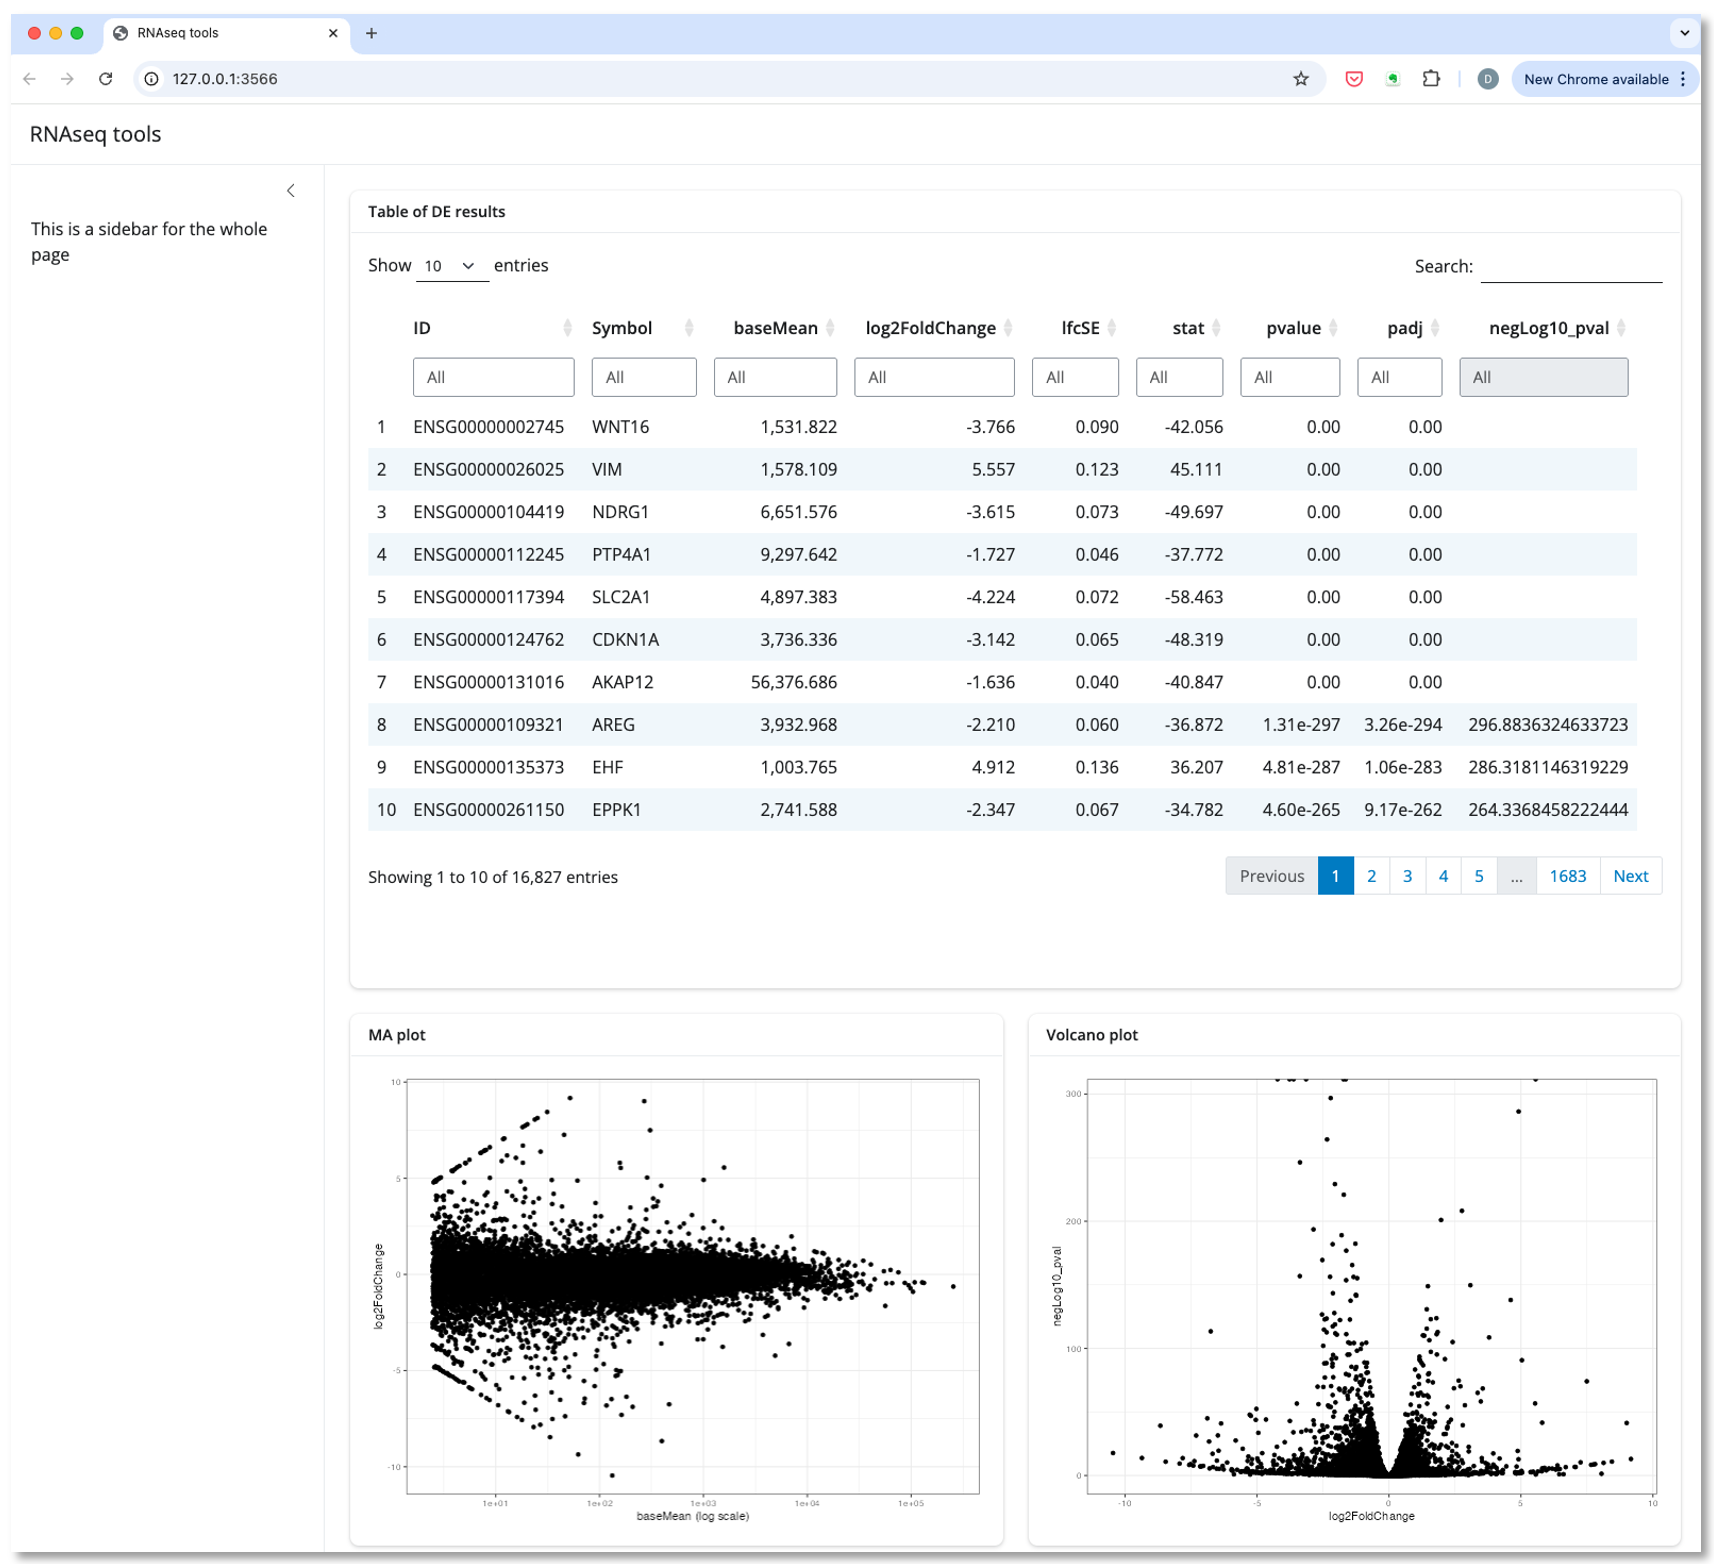 RNAseq tools
127.0.0.1:3566
D
New Chrome available
RNAseq tools
This is a sidebar for the whole
page
Table of DE results
Show 10 entries
Search:
ID Symbol baseMean log2FoldChange lfcSE stat pvalue padj negLog10_pval
All All All All All All All All All
1 ENSG00000002745 WNT16 1,531.822 -3.766 0.090 -42.056 0.00 0.00
2 ENSG00000026025 VIM 1,578.109 5.557 0.123 45.111 0.00 0.00
3 ENSG00000104419 NDRG1 6,651.576 -3.615 0.073 -49.697 0.00 0.00
4 ENSG00000112245 PTP4A1 9,297.642 -1.727 0.046 -37.772 0.00 0.00
5 ENSG00000117394 SLC2A1 4,897.383 -4.224 0.072 -58.463 0.00 0.00
6 ENSG00000124762 CDKN1A 3,736.336 -3.142 0.065 -48.319 0.00 0.00
7 ENSG00000131016 AKAP12 56,376.686 -1.636 0.040 -40.847 0.00 0.00
8 ENSG00000109321 AREG 3,932.968 -2.210 0.060 -36.872 1.31e-297 3.26e-294 296.8836324633723
9 ENSG00000135373 EHF 1,003.765 4.912 0.136 36.207 4.81e-287 1.06e-283 286.3181146319229
10 ENSG00000261150 EPPK1 2,741.588 -2.347 0.067 -34.782 4.60e-265 9.17e-262 264.3368458222444
Showing 1 to 10 of 16,827 entries
Previous 1 2 3 4 5 ... 1683 Next
MA plot
10
5
0
-5
-10
log2FoldChange
1e+01 1e+02 1e+03 1e+04 1e+05
baseMean (log scale)
Volcano plot
300
200
100
0
negLog10_pval
-10 -5 0 5 10
log2FoldChange